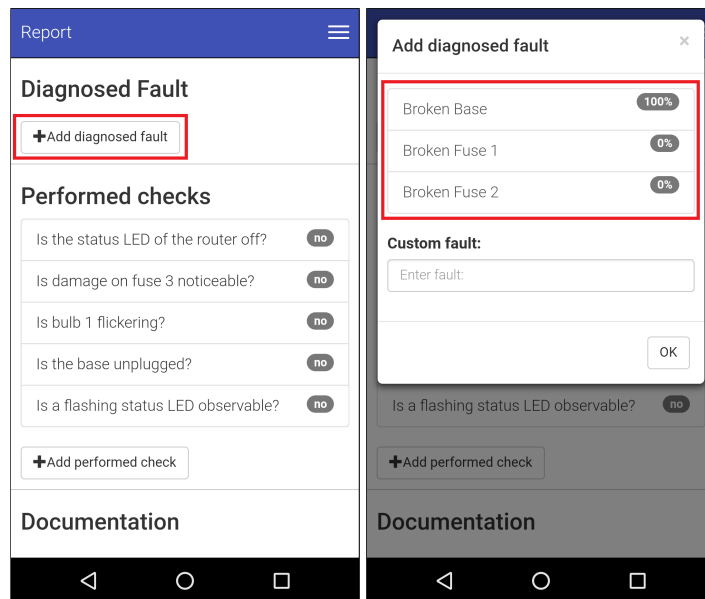 Report
Diagnosed Fault
+Add diagnosed fault
Performed checks
Is the status LED of the router off? no
Is damage on fuse 3 noticeable? no
Is bulb 1 flickering? no
Is the base unplugged? no
Is a flashing status LED observable? no
+Add performed check
Documentation
Add diagnosed fault ×
Broken Base 100%
Broken Fuse 1 0%
Broken Fuse 2 0%
Custom fault:
Enter fault:
OK
Is a flashing status LED observable? no
+Add performed check
Documentation